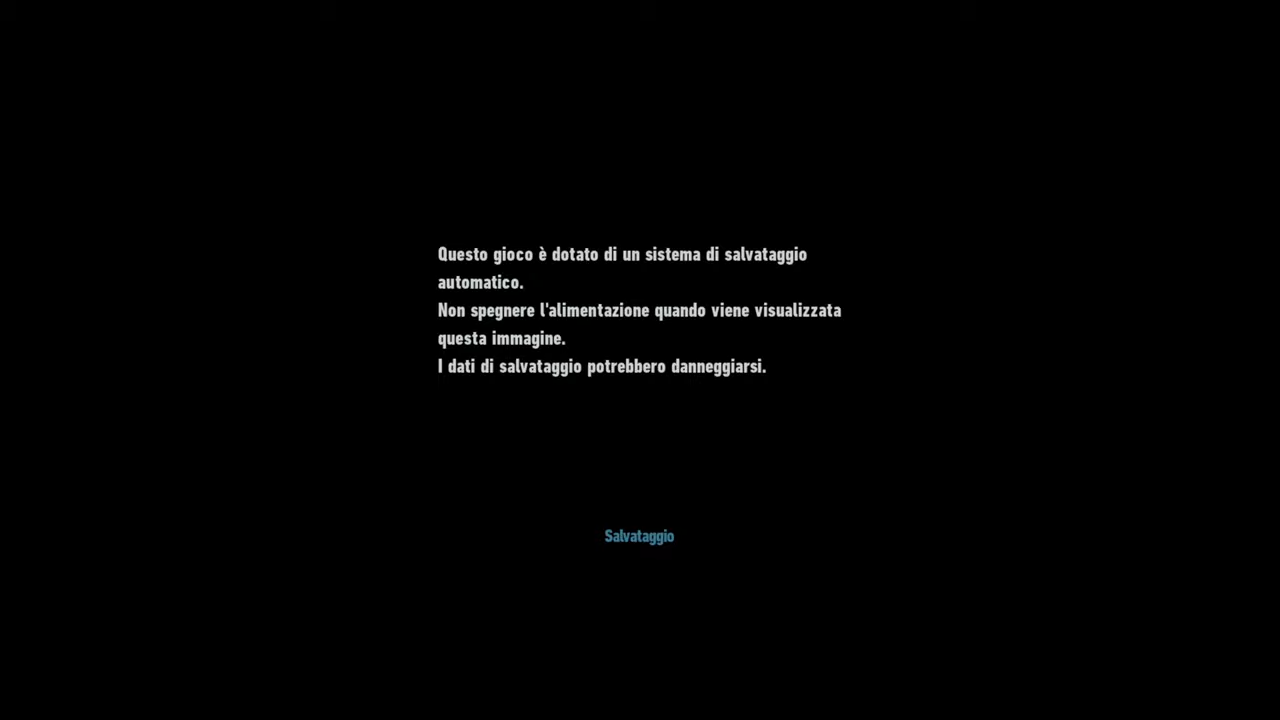 Questo gioco è dotato di un sistema di salvataggio
automatico.
Non spegnere l'alimentazione quando viene visualizzata
questa immagine.
I dati di salvataggio potrebbero danneggiarsi.
Salvataggio